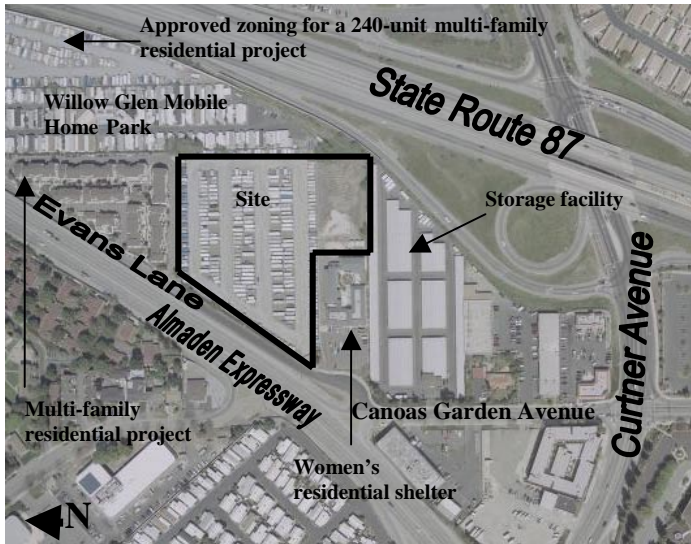 Approved zoning for a 240-unit multi-family
residential project
State Route 87
Willow Glen Mobile
Home Park
Site
Storage facility
Evans Lane
Almaden Expressway
Curtner Avenue
Multi-family
residential project
Canoas Garden Avenue
Women's
residential shelter
N